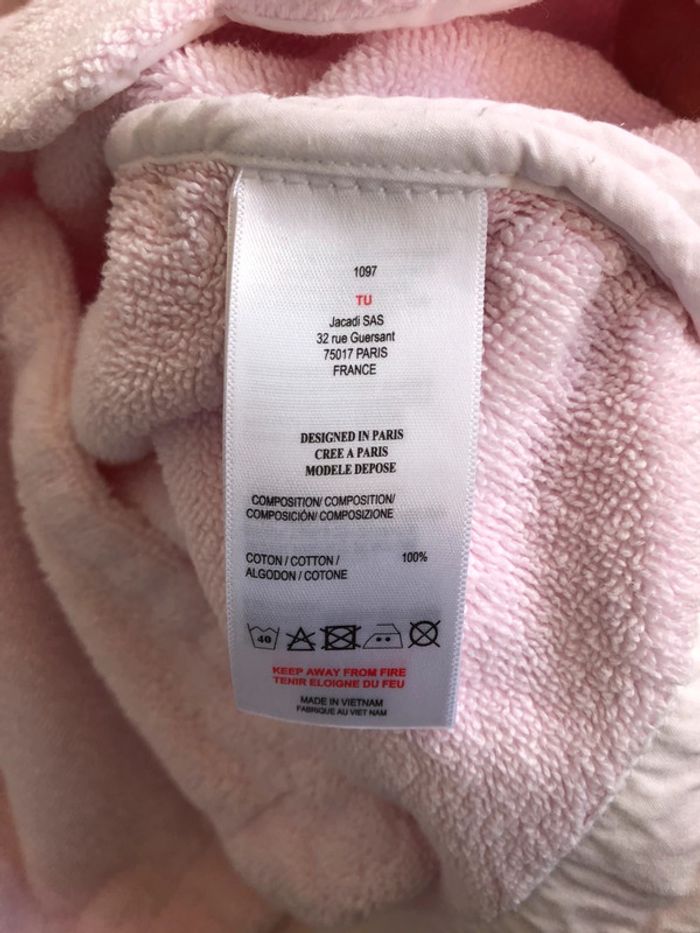 1097
TU
Jacadi SAS
32 rue Guersant
75017 PARIS
FRANCE
DESIGNED IN PARIS
CREE A PARIS
MODELE DEPOSE
COMPOSITION/ COMPOSITION/
COMPOSICIÓN/ COMPOSIZIONE
COTON / COTTON / 100%
ALGODON / COTONE
40
KEEP AWAY FROM FIRE
TENIR ELOIGNE DU FEU
MADE IN VIETNAM
FABRIQUE AU VIET NAM